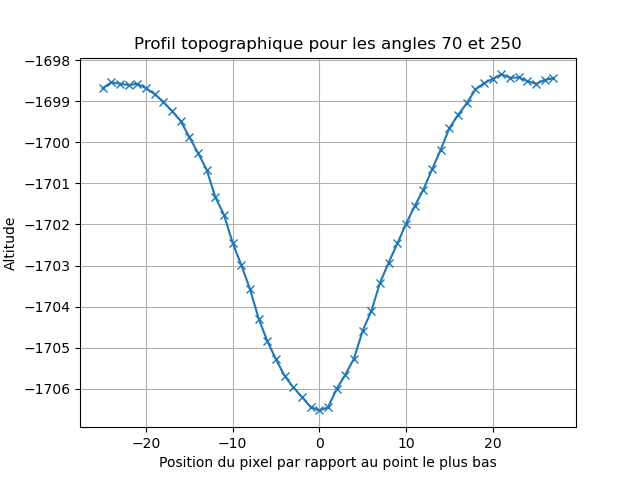 Profil topographique pour les angles 70 et 250
−1698
−1699
−1700
−1701
−1702
−1703
−1704
−1705
−1706
Altitude
−20 −10 0 10 20
Position du pixel par rapport au point le plus bas